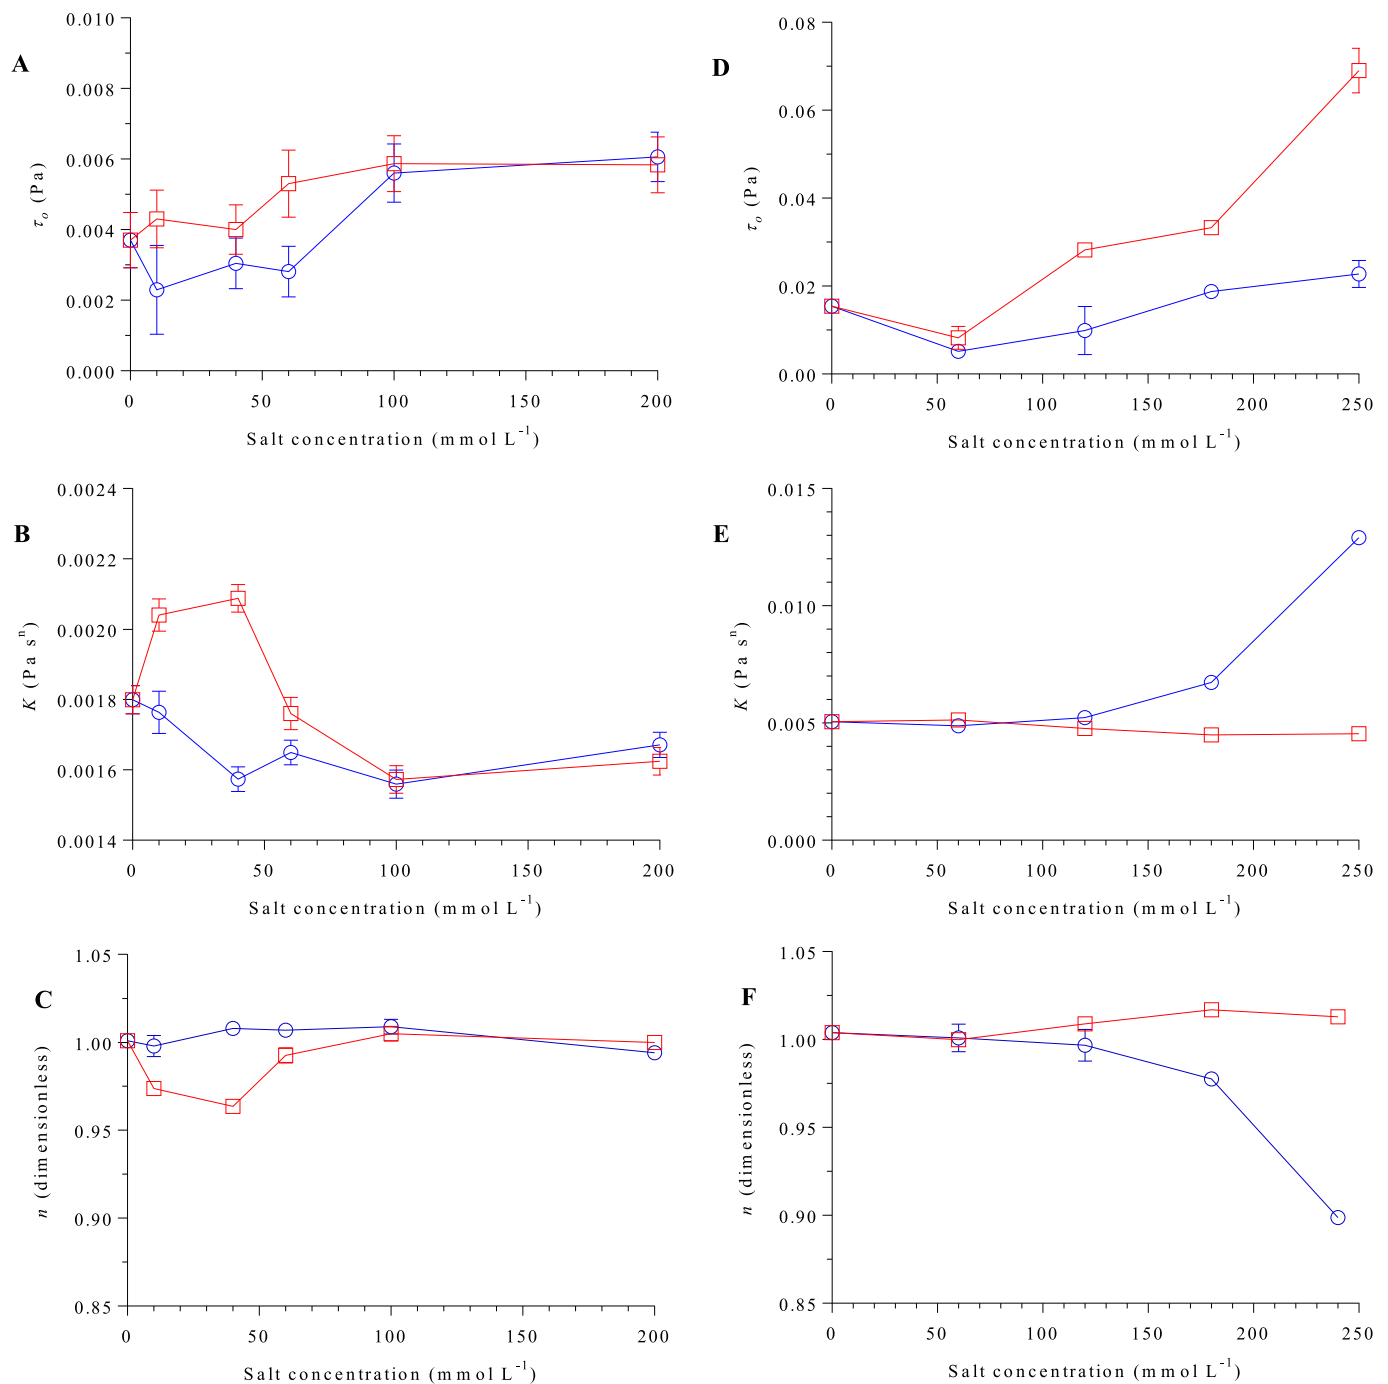 A
0.010
0.008
0.006
0.004
0.002
0.000
τo (Pa)
0 50 100 150 200
Salt concentration (mmol L-1)
D
0.08
0.06
0.04
0.02
0.00
τo (Pa)
0 50 100 150 200 250
Salt concentration (mmol L-1)
B
0.0024
0.0022
0.0020
0.0018
0.0016
0.0014
K (Pa sn)
0 50 100 150 200
Salt concentration (mmol L-1)
E
0.015
0.010
0.005
0.000
K (Pa sn)
0 50 100 150 200 250
Salt concentration (mmol L-1)
C
1.05
1.00
0.95
0.90
0.85
n (dimensionless)
0 50 100 150 200
Salt concentration (mmol L-1)
F
1.05
1.00
0.95
0.90
0.85
n (dimensionless)
0 50 100 150 200 250
Salt concentration (mmol L-1)